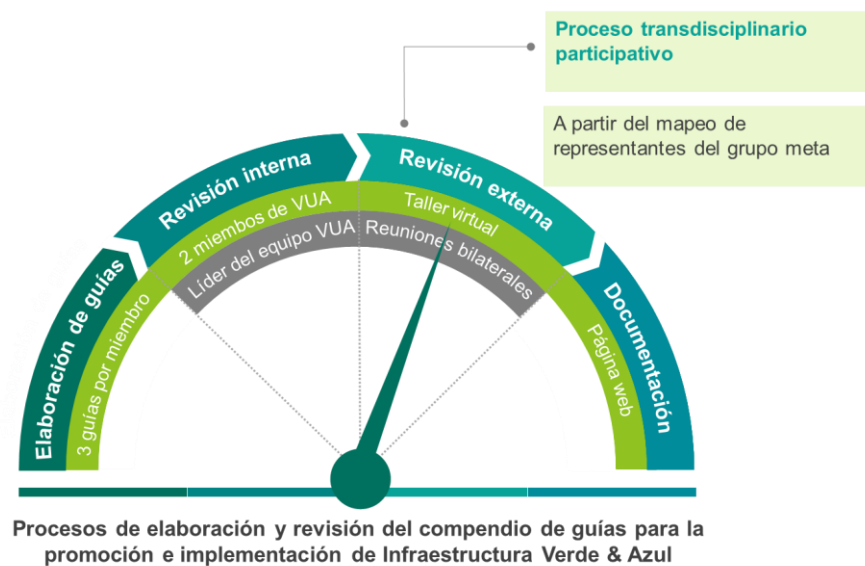 Proceso transdisciplinario
participativo
A partir del mapeo de
representantes del grupo meta
Elaboración de guías
3 guías por miembro
Revisión interna
2 miembos de VUA
Líder del equipo VUA
Revisión externa
Taller virtual
Reuniones bilaterales
Documentación
Página web
Procesos de elaboración y revisión del compendio de guías para la
promoción e implementación de Infraestructura Verde & Azul